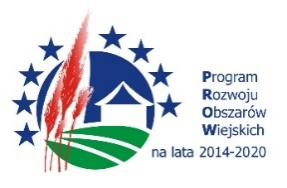 Program
Rozwoju
Obszarów
Wiejskich
na lata 2014-2020